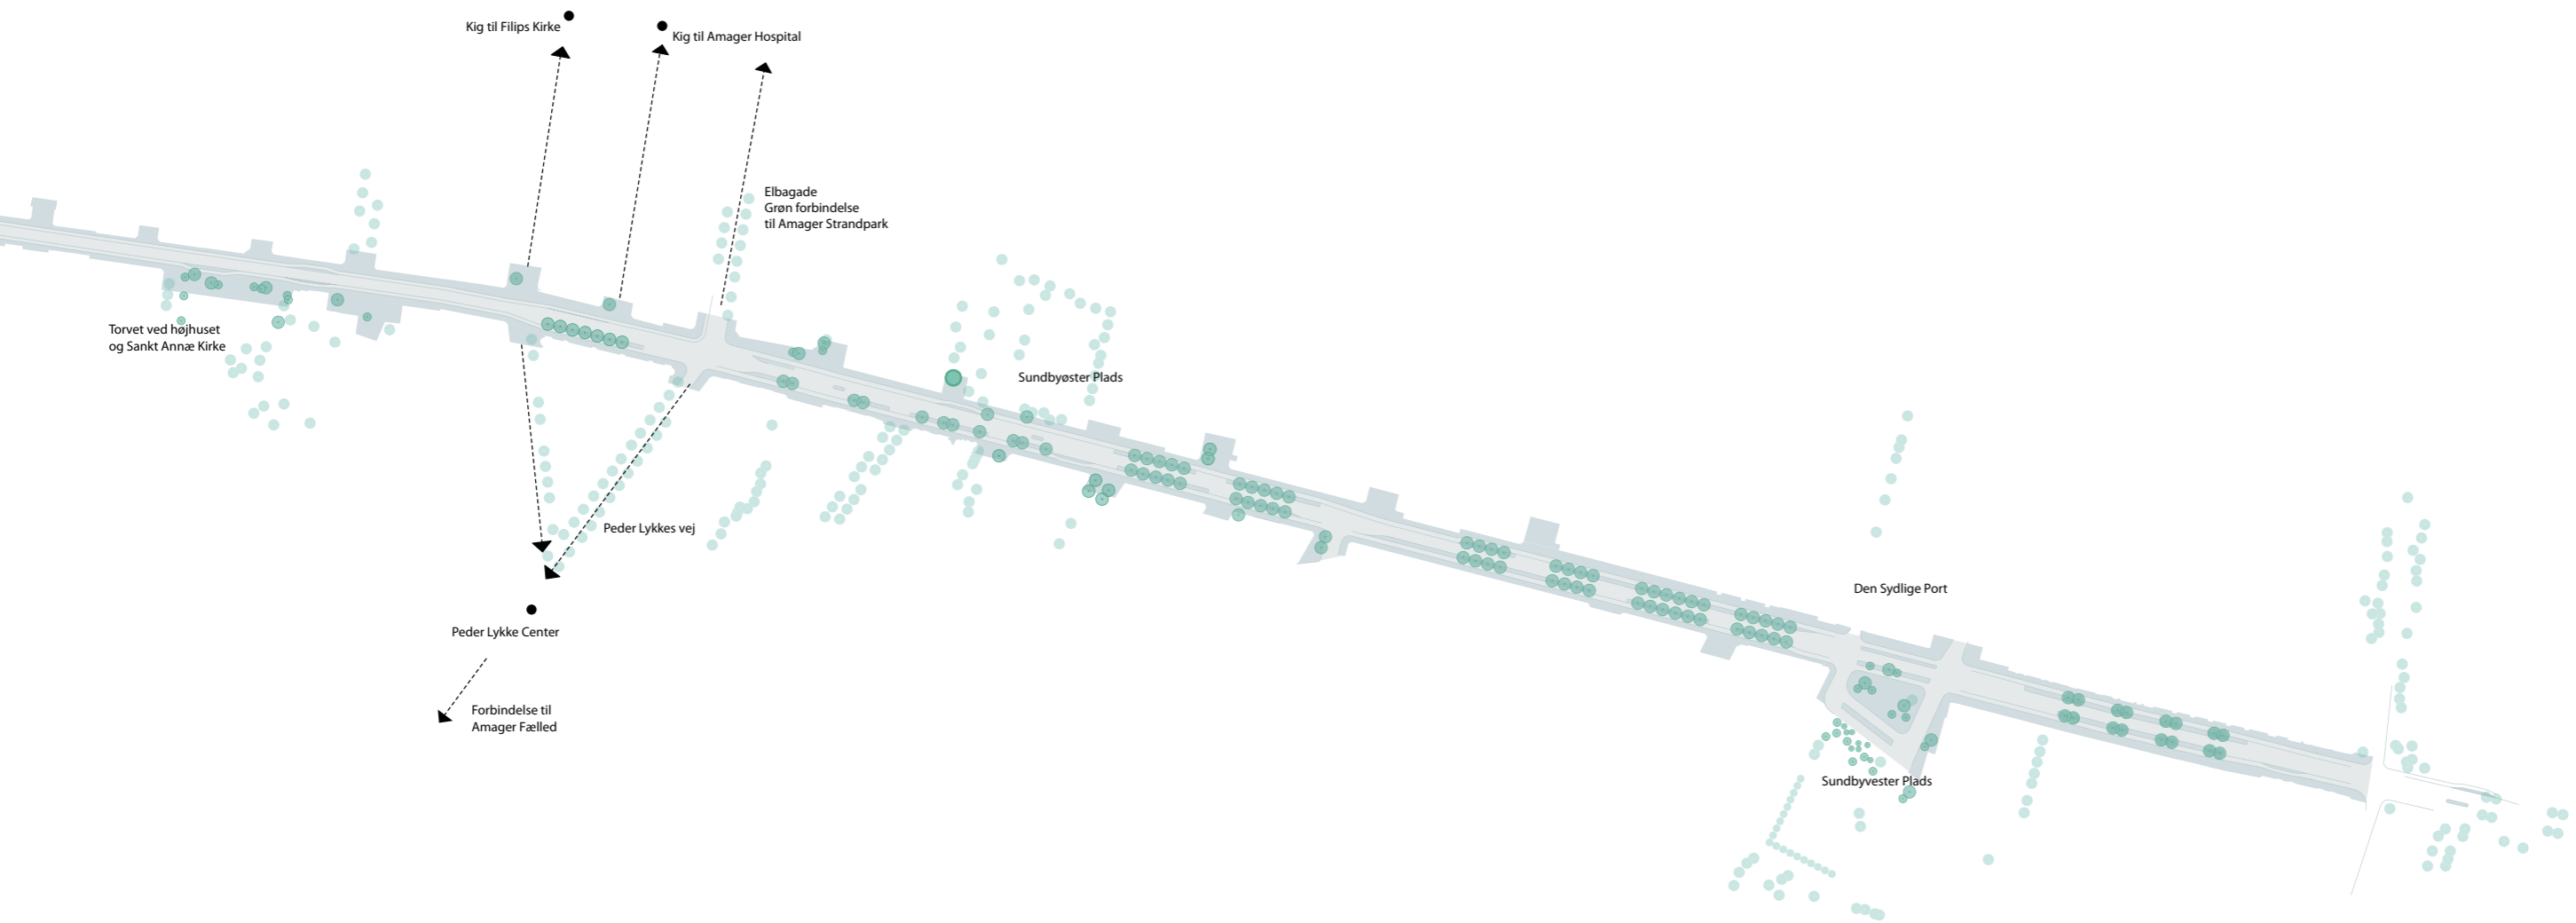 Kig til Filips Kirke
Kig til Amager Hospital
Elbagade
Grøn forbindelse
til Amager Strandpark
Torvet ved højhuset
og Sankt Annæ Kirke
Sundbyøster Plads
Peder Lykkes vej
Den Sydlige Port
Peder Lykke Center
Forbindelse til
Amager Fælled
Sundbyvester Plads